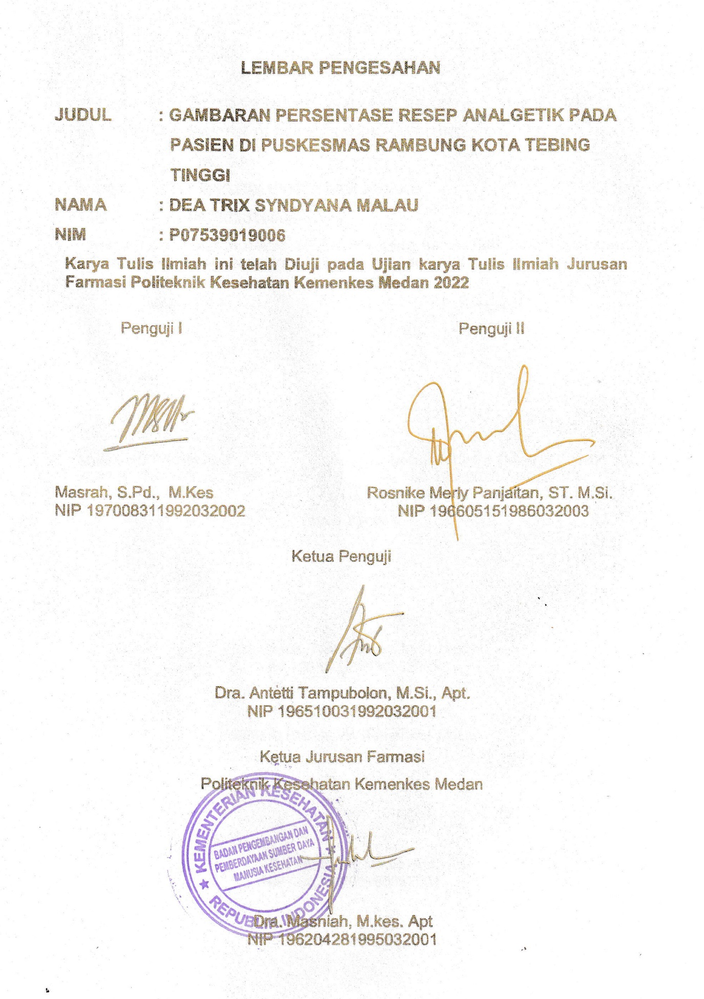 LEMBAR PENGESAHAN
JUDUL : GAMBARAN PERSENTASE RESEP ANALGETIK PADA
PASIEN DI PUSKESMAS RAMBUNG KOTA TEBING
TINGGI
NAMA : DEA TRIX SYNDYANA MALAU
NIM : P07539019006
Karya Tulis Ilmiah ini telah Diuji pada Ujian karya Tulis Ilmiah Jurusan
Farmasi Politeknik Kesehatan Kemenkes Medan 2022
Penguji I Penguji II
Masrah, S.Pd., M.Kes Rosnike Merly Panjaitan, ST. M.Si.
NIP 197008311992032002 NIP 196605151986032003
Ketua Penguji
Dra. Antetti Tampubolon, M.Si., Apt.
NIP 196510031992032001
Ketua Jurusan Farmasi
Politeknik Kesehatan Kemenkes Medan
KEMENTERIAN KESEHATAN
BADAN PENGEMBANGAN DAN
PEMBERDAYAAN SUMBER DAYA
MANUSIA KESEHATAN
REPUBLIK INDONESIA
Dra. Masniah, M.kes. Apt
NIP 196204281995032001